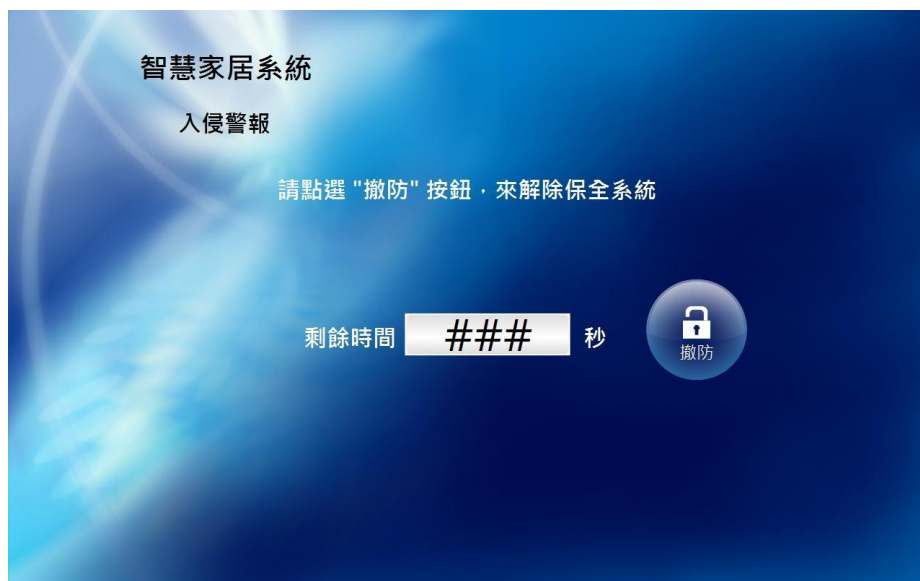 智慧家居系統
入侵警報
請點選 "撤防" 按鈕，來解除保全系統
剩餘時間 ### 秒
撤防